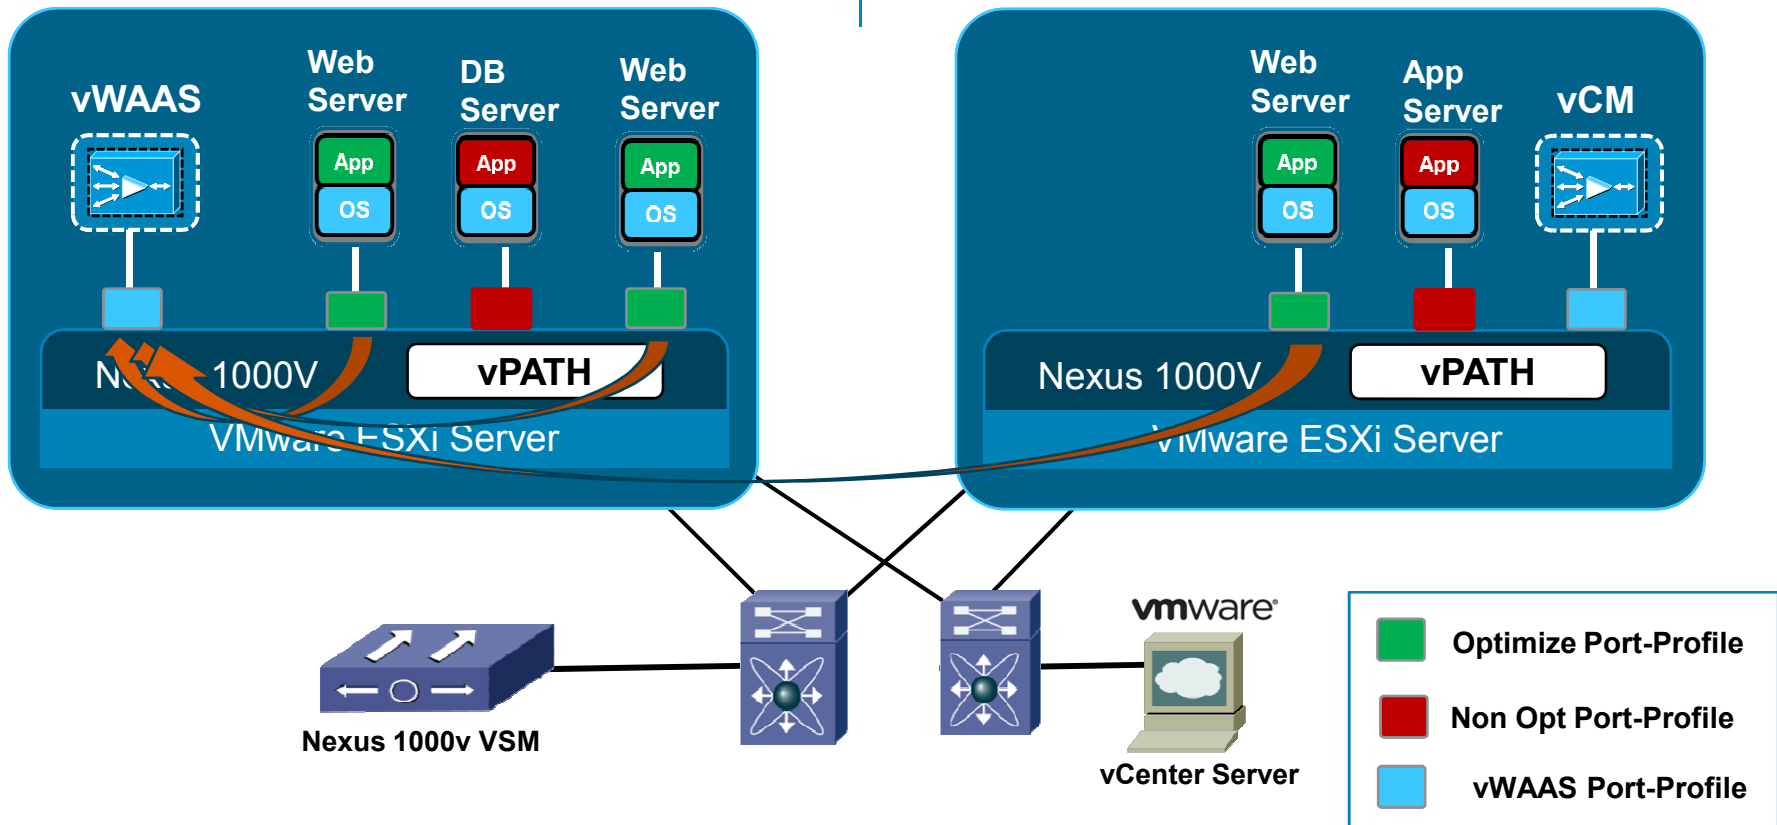 vWAAS
Web
Server
DB
Server
Web
Server
App
OS
App
OS
App
OS
Nexus 1000V
vPATH
VMware ESXi Server
Web
Server
App
Server
vCM
App
OS
App
OS
Nexus 1000V
vPATH
VMware ESXi Server
Nexus 1000v VSM
vmware®
vCenter Server
Optimize Port-Profile
Non Opt Port-Profile
vWAAS Port-Profile